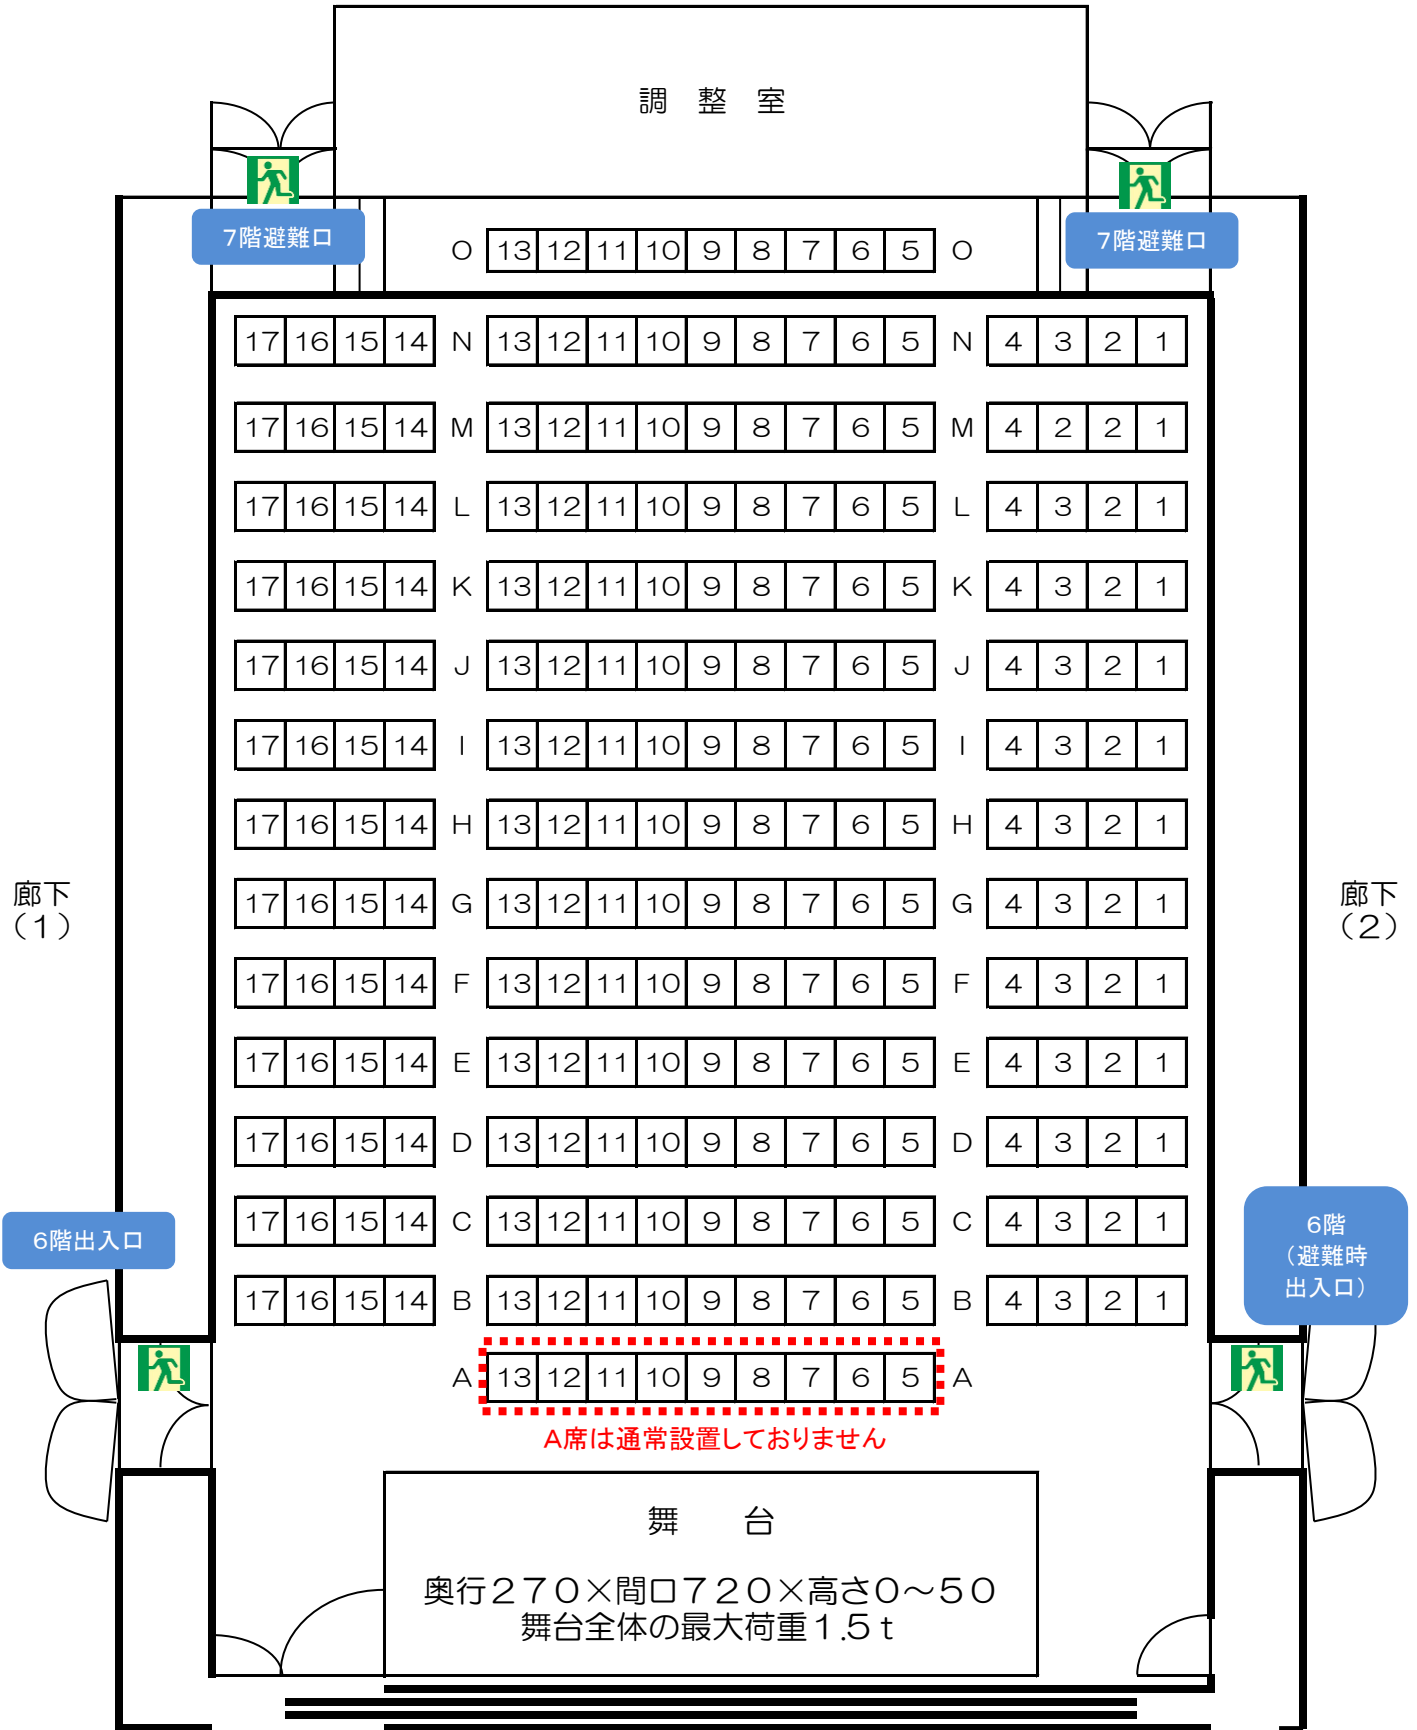 調 整 室
7階避難口
7階避難口
O 13 12 11 10 9 8 7 6 5 O
17 16 15 14 N 13 12 11 10 9 8 7 6 5 N 4 3 2 1
17 16 15 14 M 13 12 11 10 9 8 7 6 5 M 4 2 2 1
17 16 15 14 L 13 12 11 10 9 8 7 6 5 L 4 3 2 1
17 16 15 14 K 13 12 11 10 9 8 7 6 5 K 4 3 2 1
17 16 15 14 J 13 12 11 10 9 8 7 6 5 J 4 3 2 1
17 16 15 14 I 13 12 11 10 9 8 7 6 5 I 4 3 2 1
17 16 15 14 H 13 12 11 10 9 8 7 6 5 H 4 3 2 1
17 16 15 14 G 13 12 11 10 9 8 7 6 5 G 4 3 2 1
廊下
（1）
廊下
（2）
17 16 15 14 F 13 12 11 10 9 8 7 6 5 F 4 3 2 1
17 16 15 14 E 13 12 11 10 9 8 7 6 5 E 4 3 2 1
17 16 15 14 D 13 12 11 10 9 8 7 6 5 D 4 3 2 1
17 16 15 14 C 13 12 11 10 9 8 7 6 5 C 4 3 2 1
6階出入口
6階
（避難時
出入口）
17 16 15 14 B 13 12 11 10 9 8 7 6 5 B 4 3 2 1
A 13 12 11 10 9 8 7 6 5 A
A席は通常設置しておりません
舞 台
奥行２７０×間口７２０×高さ０～５０
舞台全体の最大荷重１.５ｔ